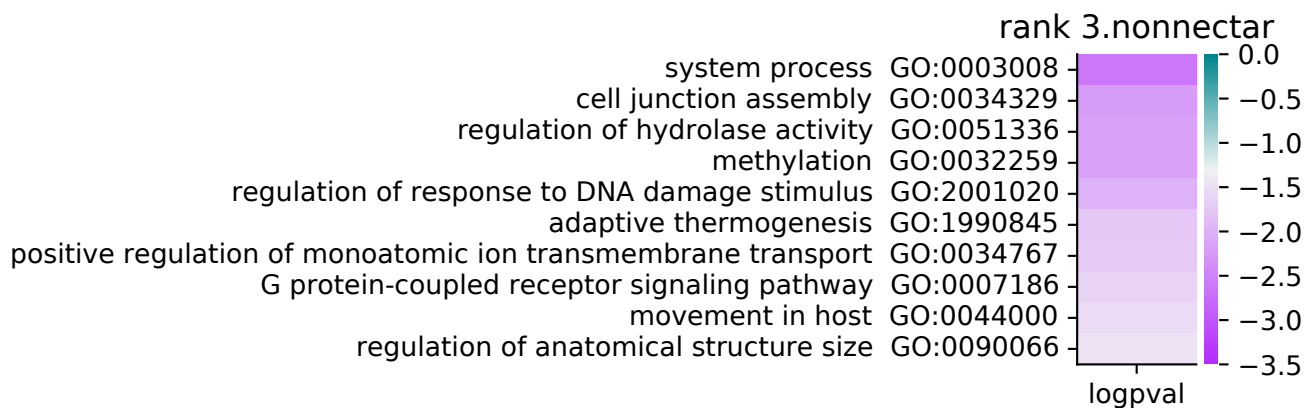 rank 3.nonnectar
system process GO:0003008
cell junction assembly GO:0034329
regulation of hydrolase activity GO:0051336
methylation GO:0032259
regulation of response to DNA damage stimulus GO:2001020
adaptive thermogenesis GO:1990845
positive regulation of monoatomic ion transmembrane transport GO:0034767
G protein-coupled receptor signaling pathway GO:0007186
movement in host GO:0044000
regulation of anatomical structure size GO:0090066
logpval
0.0
−0.5
−1.0
−1.5
−2.0
−2.5
−3.0
−3.5